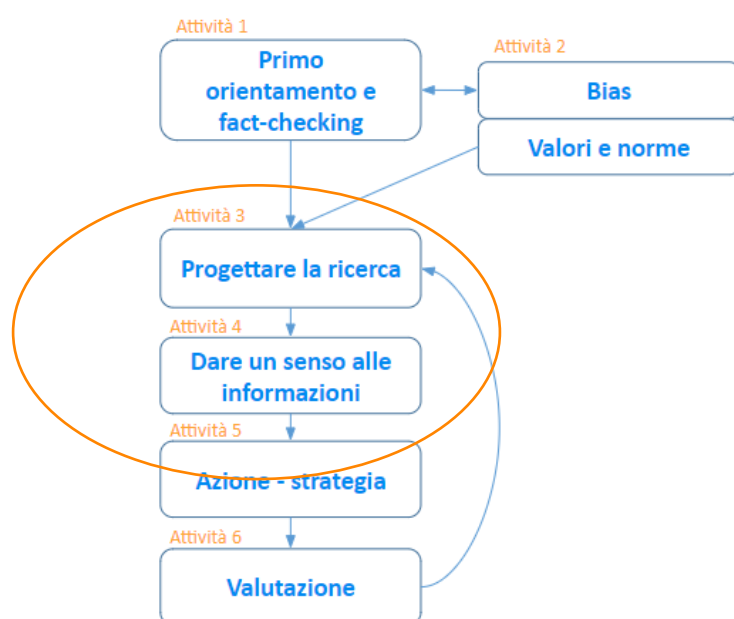 Attività 1
Primo
orientamento e
fact-checking
Attività 2
Bias
Valori e norme
Attività 3
Progettare la ricerca
Attività 4
Dare un senso alle
informazioni
Attività 5
Azione - strategia
Attività 6
Valutazione